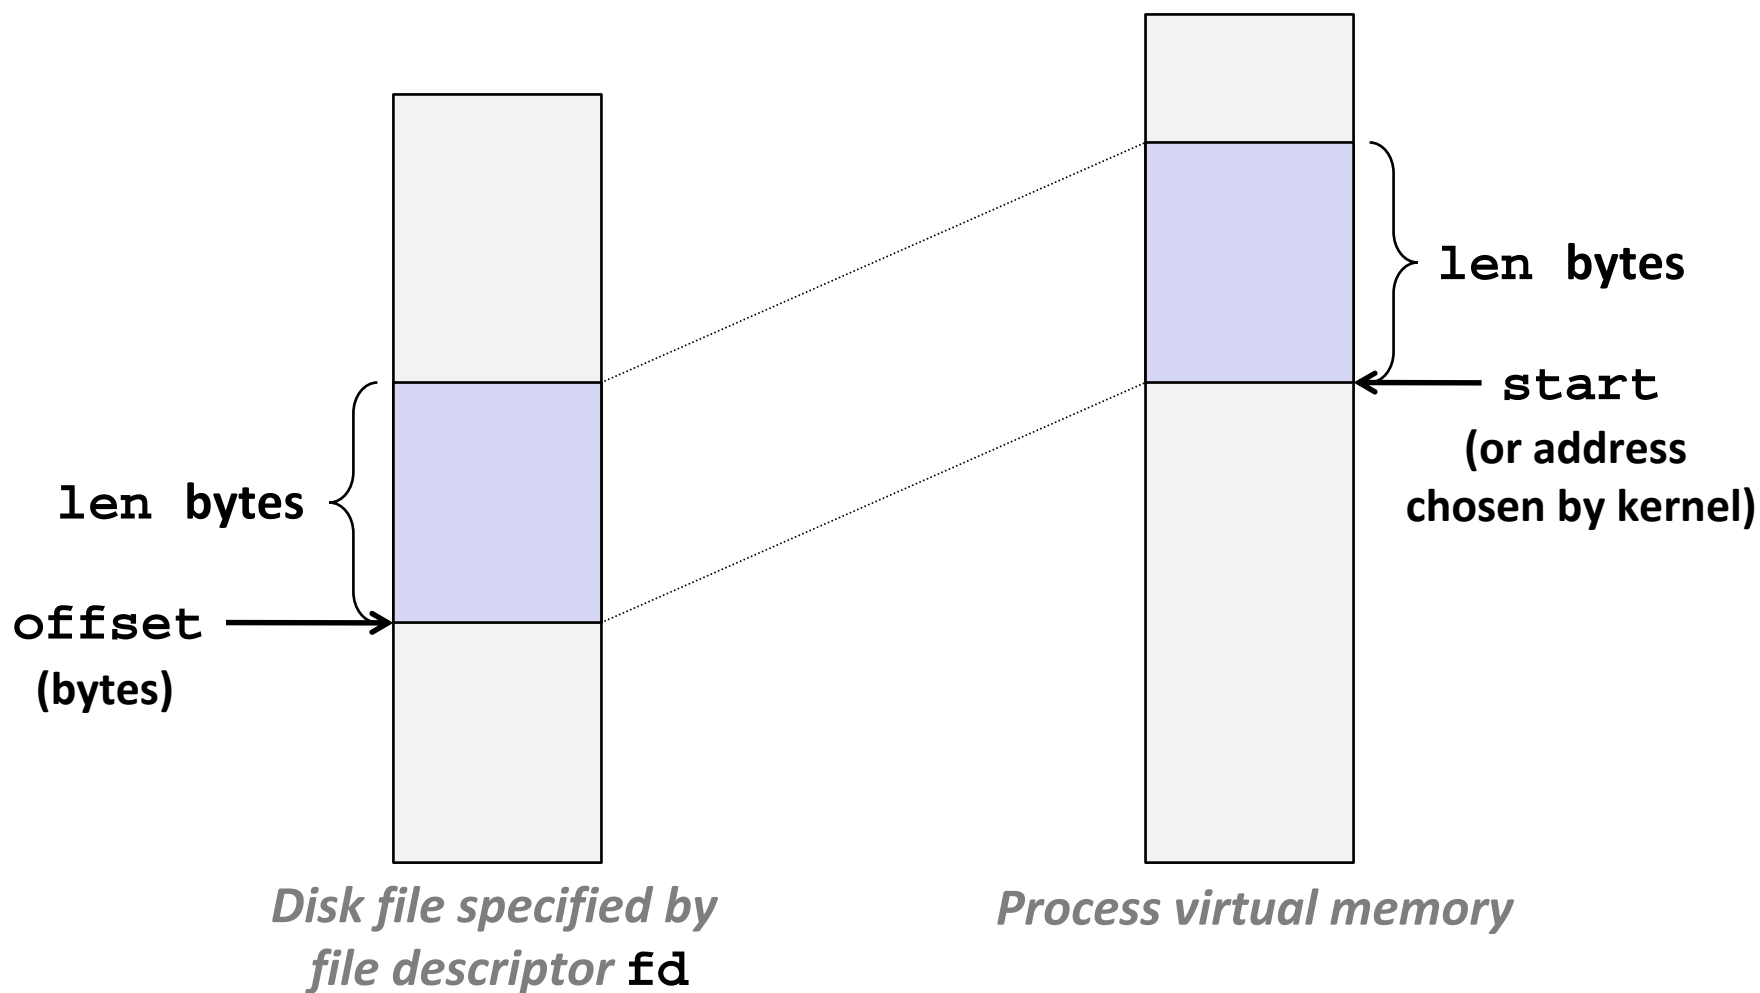 len bytes
start
(or address
chosen by kernel)
len bytes
offset
(bytes)
Disk file specified by
file descriptor fd
Process virtual memory